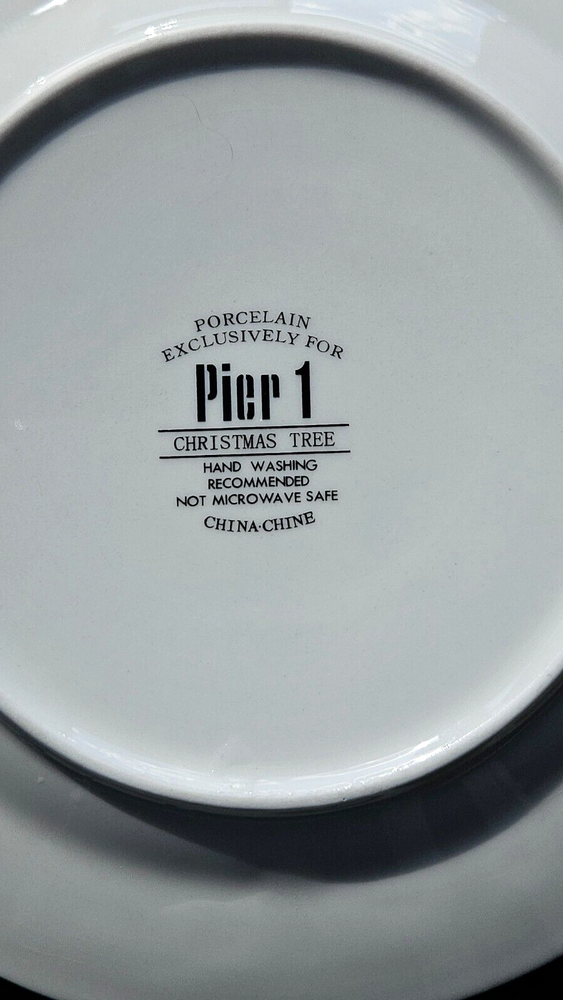 PORCELAIN
EXCLUSIVELY FOR
Pier 1
CHRISTMAS TREE
HAND WASHING
RECOMMENDED
NOT MICROWAVE SAFE
CHINA·CHINE